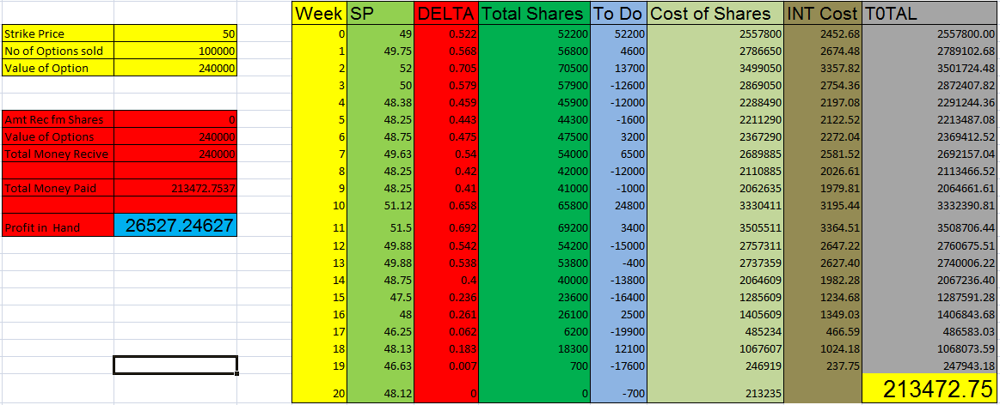 Week SP DELTA Total Shares To Do Cost of Shares INT Cost T0TAL
Strike Price 50 0 49 0.522 52200 52200 2557800 2452.68 2557800.00
No of Options sold 100000 1 49.75 0.568 56800 4600 2786650 2674.48 2789102.68
Value of Option 240000 2 52 0.705 70500 13700 3499050 3357.82 3501724.48
3 50 0.579 57900 -12600 2869050 2754.36 2872407.82
4 48.38 0.459 45900 -12000 2288490 2197.08 2291244.36
Amt Rec fm Shares 0 5 48.25 0.443 44300 -1600 2211290 2122.52 2213487.08
Value of Options 240000 6 48.75 0.475 47500 3200 2367290 2272.04 2369412.52
Total Money Recive 240000 7 49.63 0.54 54000 6500 2689885 2581.52 2692157.04
8 48.25 0.42 42000 -12000 2110885 2026.61 2113466.52
Total Money Paid 213472.7537 9 48.25 0.41 41000 -1000 2062635 1979.81 2064661.61
10 51.12 0.658 65800 24800 3330411 3195.44 3332390.81
Profit in Hand 26527.24627 11 51.5 0.692 69200 3400 3505511 3364.51 3508706.44
12 49.88 0.542 54200 -15000 2757311 2647.22 2760675.51
13 49.88 0.538 53800 -400 2737359 2627.40 2740006.22
14 48.75 0.4 40000 -13800 2064609 1982.28 2067236.40
15 47.5 0.236 23600 -16400 1285609 1234.68 1287591.28
16 48 0.261 26100 2500 1405609 1349.03 1406843.68
17 46.25 0.062 6200 -19900 485234 466.59 486583.03
18 48.13 0.183 18300 12100 1067607 1024.18 1068073.59
19 46.63 0.007 700 -17600 246919 237.75 247943.18
20 48.12 0 0 -700 213235 213472.75